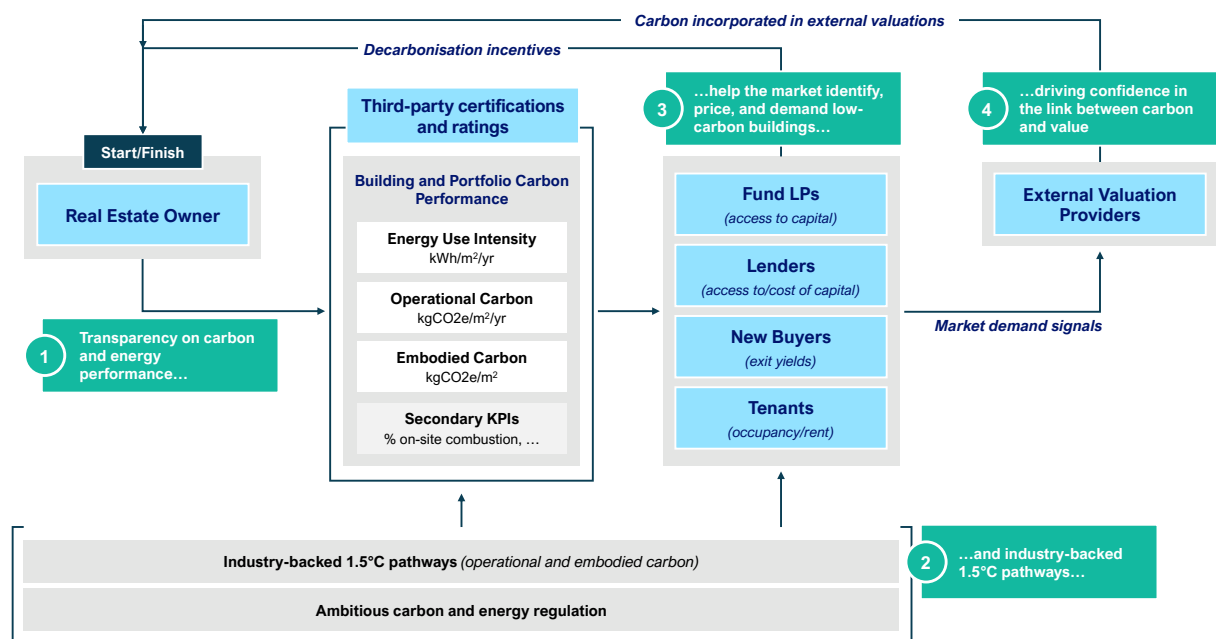 Carbon incorporated in external valuations
Decarbonisation incentives
Start/Finish
Real Estate Owner
1
Transparency on carbon
and energy
performance…
Third-party certifications
and ratings
Building and Portfolio Carbon
Performance
Energy Use Intensity
kWh/m²/yr
Operational Carbon
kgCO2e/m²/yr
Embodied Carbon
kgCO2e/m²
Secondary KPIs
% on-site combustion, …
3
…help the market identify,
price, and demand low-
carbon buildings…
Fund LPs
(access to capital)
Lenders
(access to/cost of capital)
New Buyers
(exit yields)
Tenants
(occupancy/rent)
4
…driving confidence in
the link between carbon
and value
External Valuation
Providers
Market demand signals
Industry-backed 1.5°C pathways (operational and embodied carbon)
Ambitious carbon and energy regulation
2
…and industry-backed
1.5°C pathways…